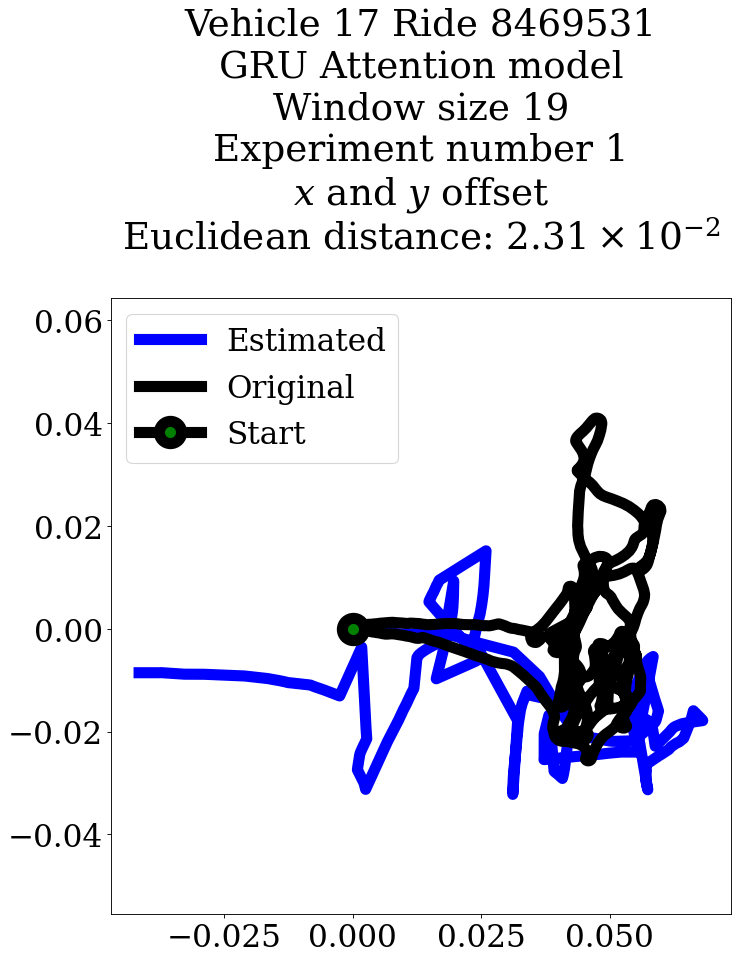 Vehicle 17 Ride 8469531
GRU Attention model
Window size 19
Experiment number 1
x and y offset
Euclidean distance: 2.31 × 10⁻²
Estimated
Original
Start
0.06
0.04
0.02
0.00
−0.02
−0.04
−0.025 0.000 0.025 0.050